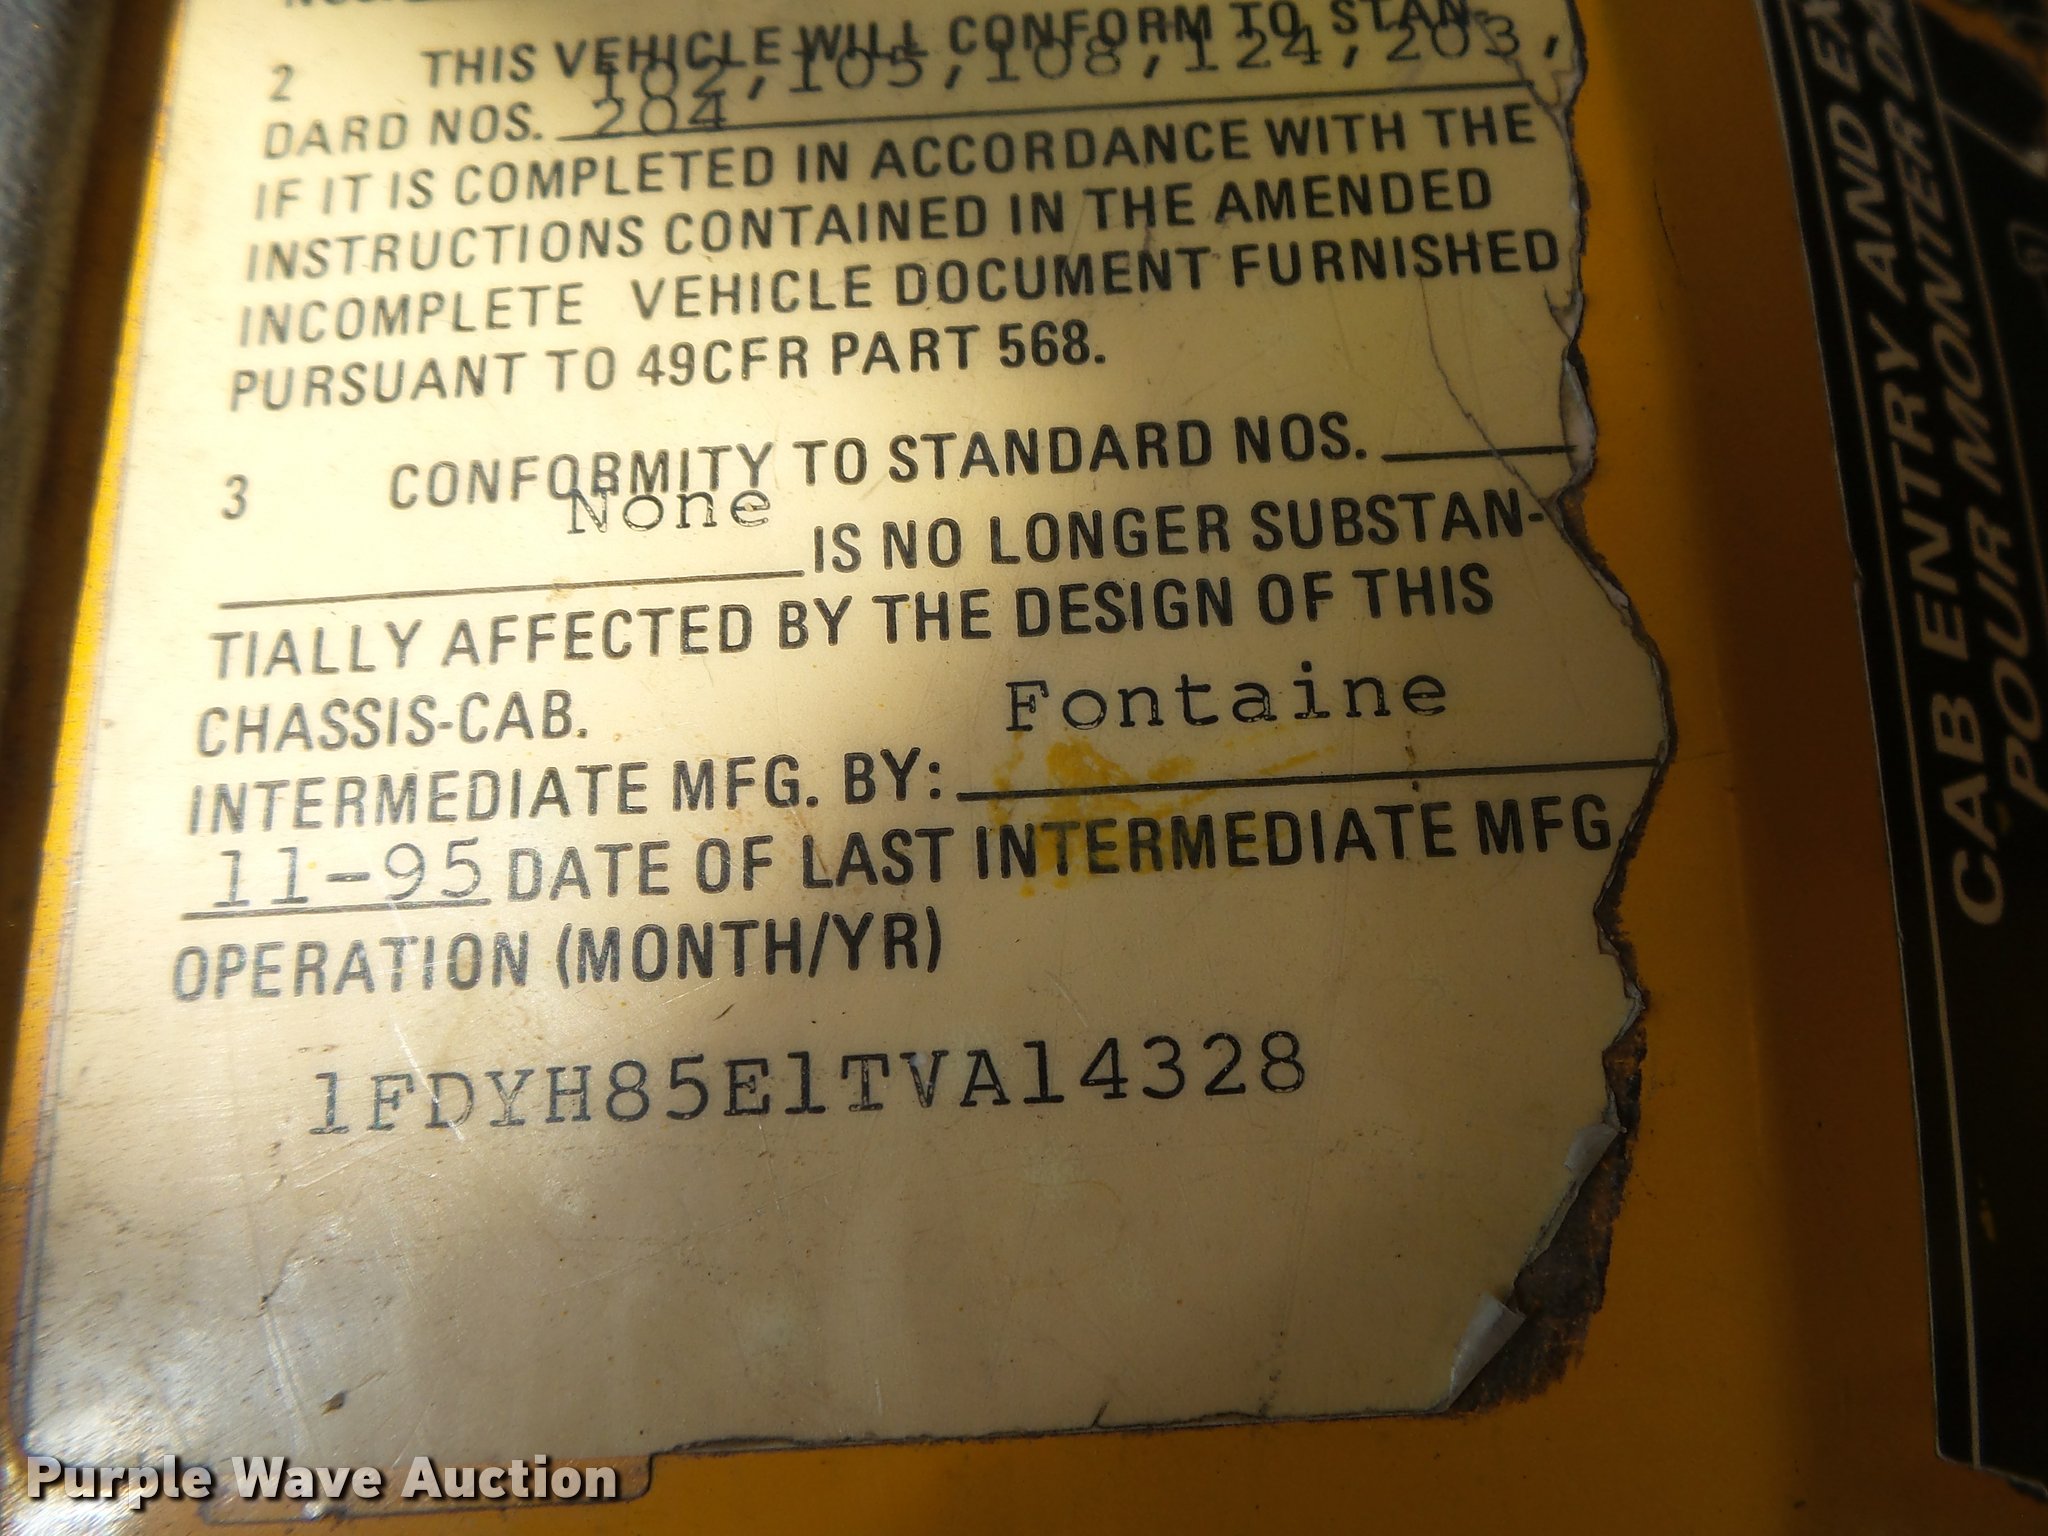 2 THIS VEHICLE WILL CONFORM TO STAN-
102,105,108,124,203,
DARD NOS. 204
IF IT IS COMPLETED IN ACCORDANCE WITH THE
INSTRUCTIONS CONTAINED IN THE AMENDED
INCOMPLETE VEHICLE DOCUMENT FURNISHED
PURSUANT TO 49CFR PART 568.
3 CONFORMITY TO STANDARD NOS.
None
IS NO LONGER SUBSTAN-
TIALLY AFFECTED BY THE DESIGN OF THIS
CHASSIS-CAB.
Fontaine
INTERMEDIATE MFG. BY:
11-95 DATE OF LAST INTERMEDIATE MFG
OPERATION (MONTH/YR)
1FDYH85E1TVA14328
CAB ENTRY AND EX
POUR MONTER DA
Purple Wave Auction